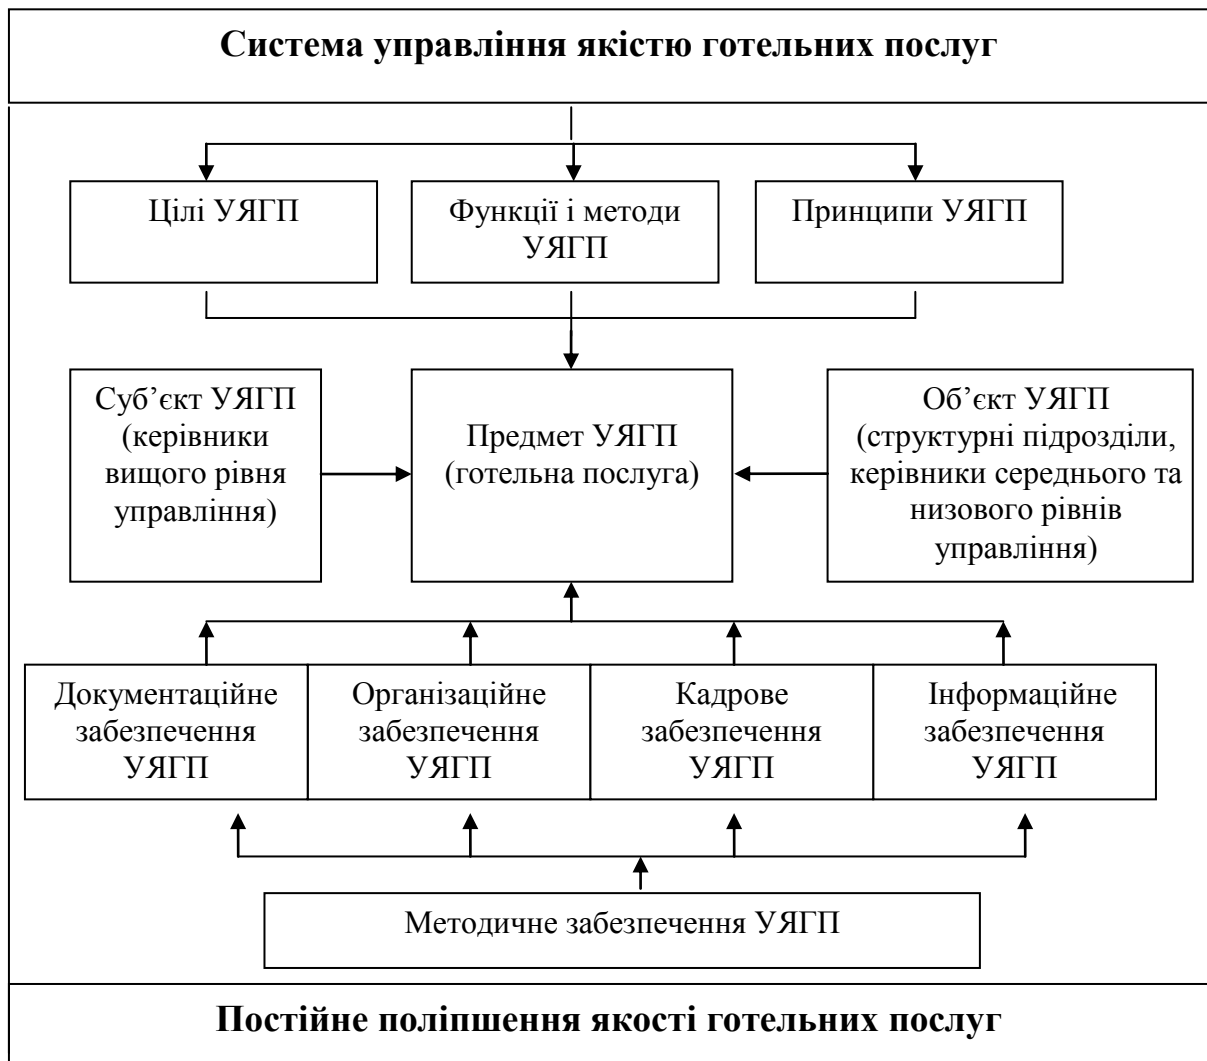 Система управління якістю готельних послуг
Цілі УЯГП
Функції і методи
УЯГП
Принципи УЯГП
Суб’єкт УЯГП
(керівники
вищого рівня
управління)
Предмет УЯГП
(готельна послуга)
Об’єкт УЯГП
(структурні підрозділи,
керівники середнього та
низового рівнів
управління)
Документаційне
забезпечення
УЯГП
Організаційне
забезпечення
УЯГП
Кадрове
забезпечення
УЯГП
Інформаційне
забезпечення
УЯГП
Методичне забезпечення УЯГП
Постійне поліпшення якості готельних послуг